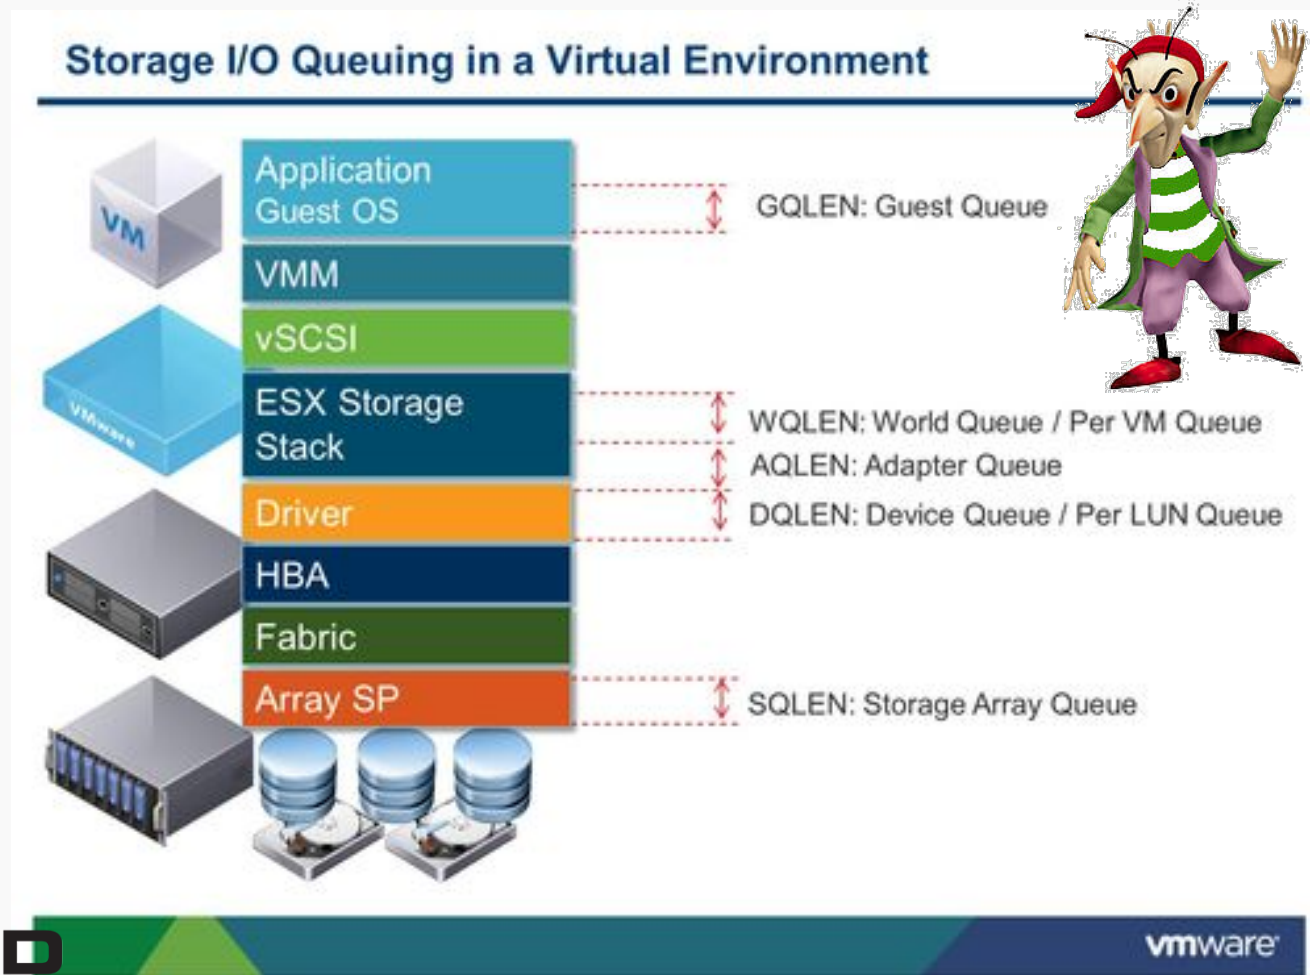 Storage I/O Queuing in a Virtual Environment
VM
Application
Guest OS
GQLEN: Guest Queue
VMM
vSCSI
VMware
ESX Storage
Stack
WQLEN: World Queue / Per VM Queue
AQLEN: Adapter Queue
Driver
DQLEN: Device Queue / Per LUN Queue
HBA
Fabric
Array SP
SQLEN: Storage Array Queue
D
vmware